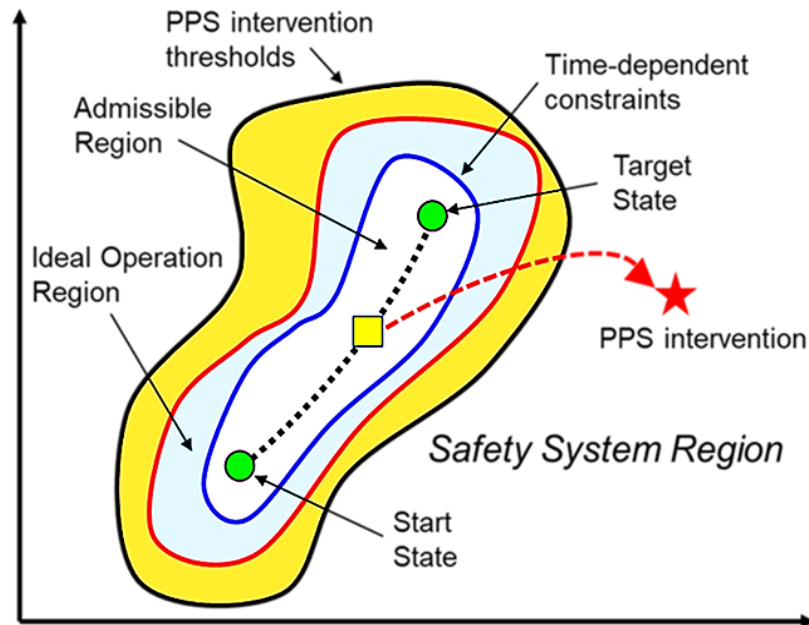 PPS intervention
thresholds
Time-dependent
constraints
Admissible
Region
Target
State
Ideal Operation
Region
PPS intervention
Safety System Region
Start
State